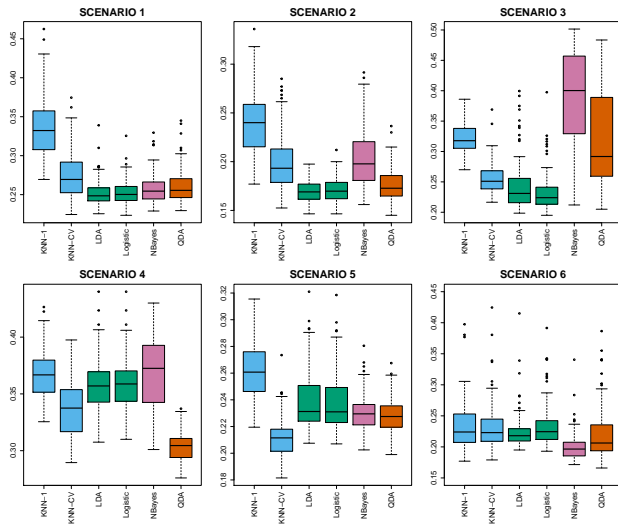 SCENARIO 1
0.45
0.40
0.35
0.30
0.25
KNN−1
KNN−CV
LDA
Logistic
NBayes
QDA
SCENARIO 2
0.30
0.25
0.20
0.15
KNN−1
KNN−CV
LDA
Logistic
NBayes
QDA
SCENARIO 3
0.50
0.45
0.40
0.35
0.30
0.25
0.20
KNN−1
KNN−CV
LDA
Logistic
NBayes
QDA
SCENARIO 4
0.40
0.35
0.30
KNN−1
KNN−CV
LDA
Logistic
NBayes
QDA
SCENARIO 5
0.32
0.30
0.28
0.26
0.24
0.22
0.20
0.18
KNN−1
KNN−CV
LDA
Logistic
NBayes
QDA
SCENARIO 6
0.45
0.40
0.35
0.30
0.25
0.20
0.15
KNN−1
KNN−CV
LDA
Logistic
NBayes
QDA